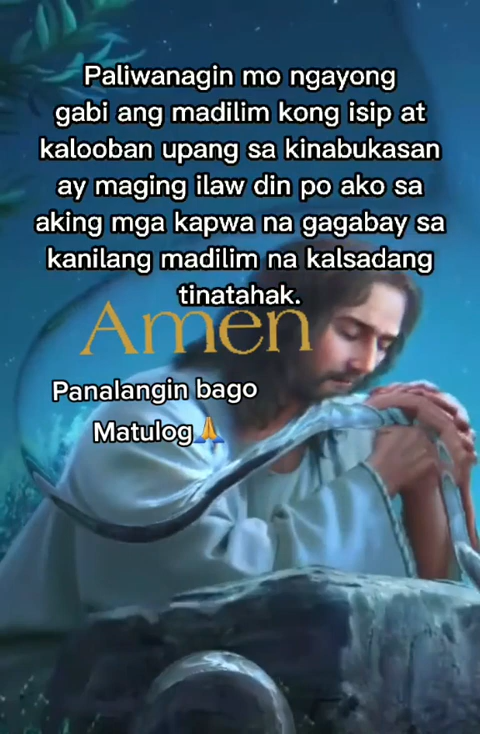 Paliwanagin mo ngayong
gabi ang madilim kong isip at
kalooban upang sa kinabukasan
ay maging ilaw din po ako sa
aking mga kapwa na gagabay sa
kanilang madilim na kalsadang
tinatahak.
Amen
Panalangin bago
Matulog🙏